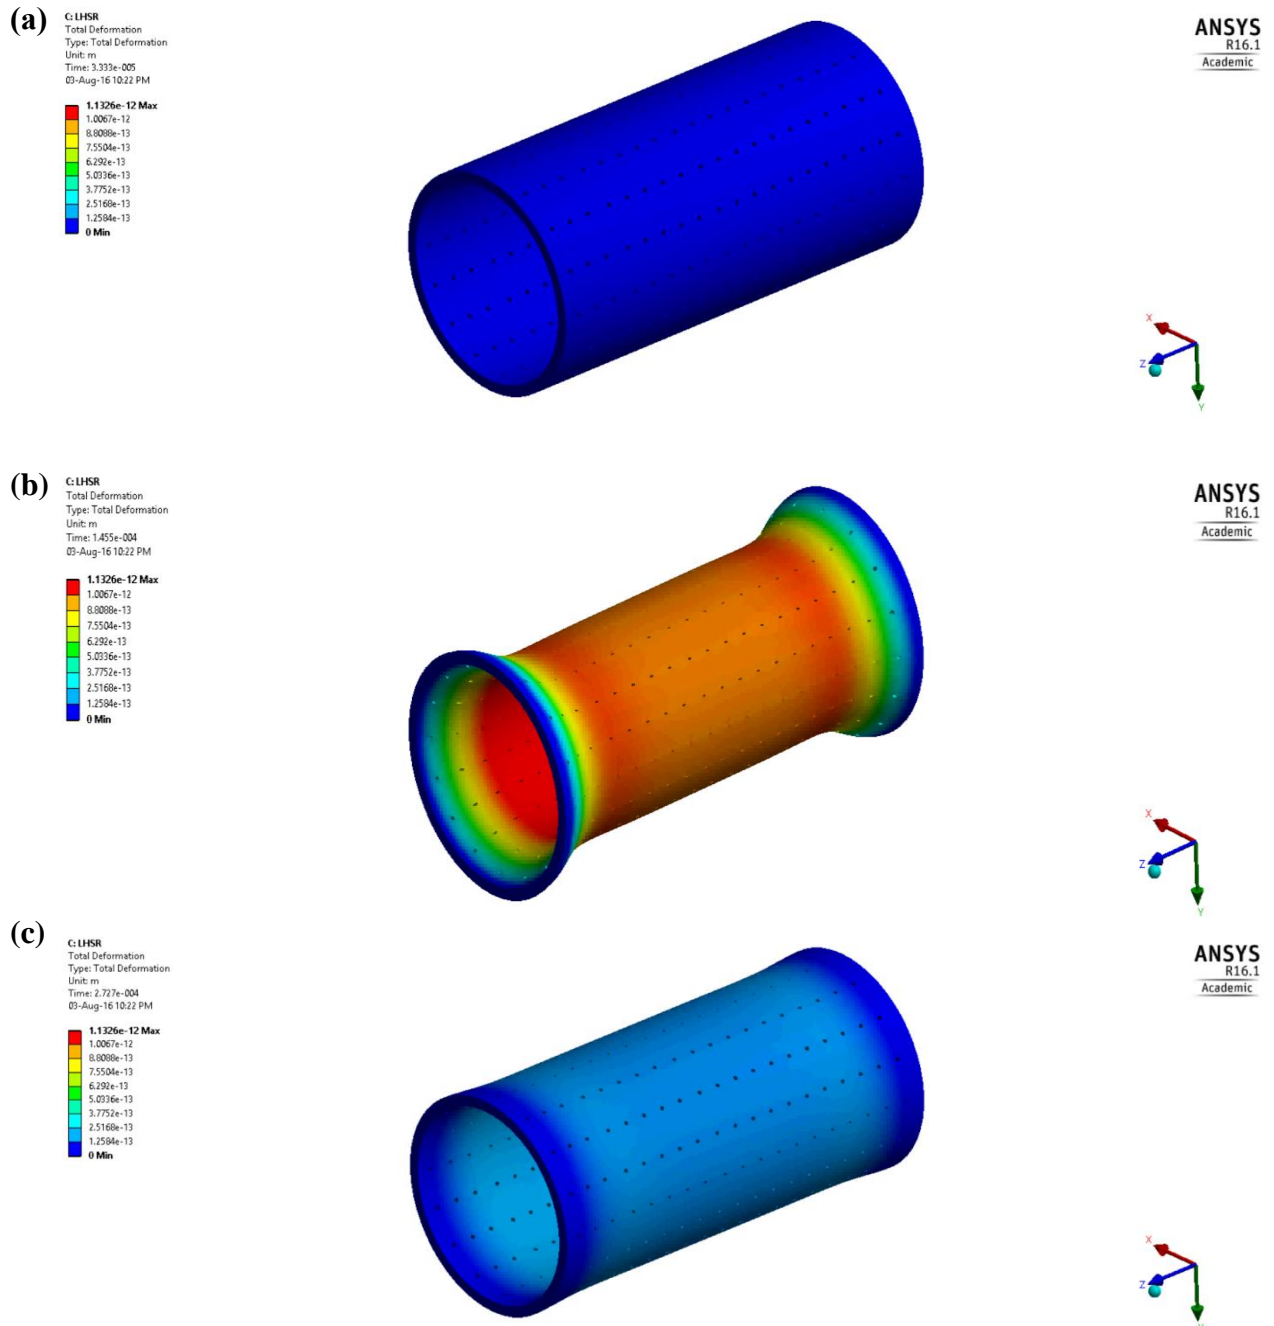 (a)
C: LHSR
Total Deformation
Type: Total Deformation
Unit: m
Time: 3.333e-005
03-Aug-16 10:22 PM
1.1326e-12 Max
1.0067e-12
8.8088e-13
7.5504e-13
6.292e-13
5.0336e-13
3.7752e-13
2.5168e-13
1.2584e-13
0 Min
ANSYS
R16.1
Academic
X
Z
Y
(b)
C: LHSR
Total Deformation
Type: Total Deformation
Unit: m
Time: 1.455e-004
03-Aug-16 10:22 PM
1.1326e-12 Max
1.0067e-12
8.8088e-13
7.5504e-13
6.292e-13
5.0336e-13
3.7752e-13
2.5168e-13
1.2584e-13
0 Min
ANSYS
R16.1
Academic
X
Z
Y
(c)
C: LHSR
Total Deformation
Type: Total Deformation
Unit: m
Time: 2.727e-004
03-Aug-16 10:22 PM
1.1326e-12 Max
1.0067e-12
8.8088e-13
7.5504e-13
6.292e-13
5.0336e-13
3.7752e-13
2.5168e-13
1.2584e-13
0 Min
ANSYS
R16.1
Academic
X
Z